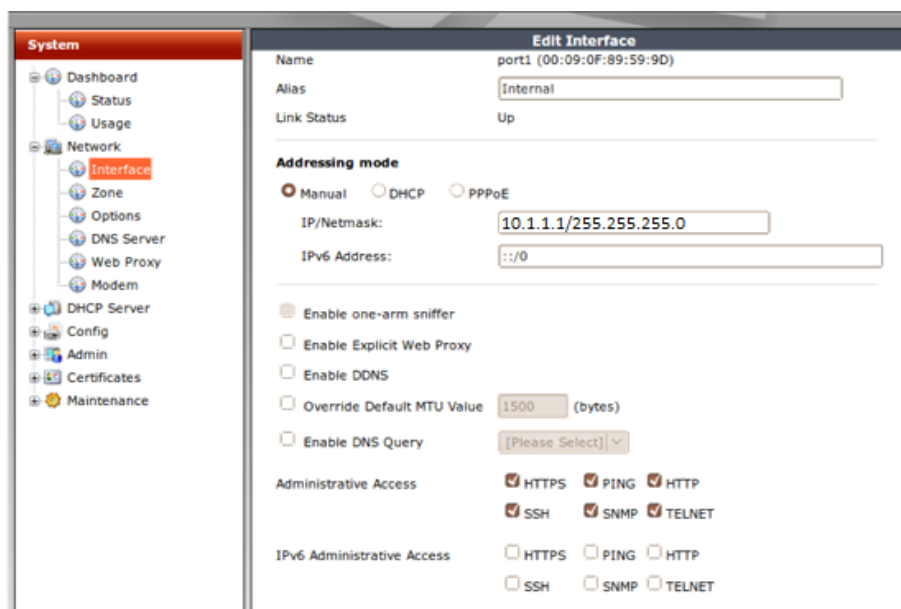 System
Dashboard
Status
Usage
Network
Interface
Zone
Options
DNS Server
Web Proxy
Modem
DHCP Server
Config
Admin
Certificates
Maintenance
Edit Interface
Name port1 (00:09:0F:89:59:9D)
Alias Internal
Link Status Up
Addressing mode
Manual DHCP PPPoE
IP/Netmask: 10.1.1.1/255.255.255.0
IPv6 Address: ::/0
Enable one-arm sniffer
Enable Explicit Web Proxy
Enable DDNS
Override Default MTU Value 1500 (bytes)
Enable DNS Query [Please Select]
Administrative Access HTTPS PING HTTP
SSH SNMP TELNET
IPv6 Administrative Access HTTPS PING HTTP
SSH SNMP TELNET